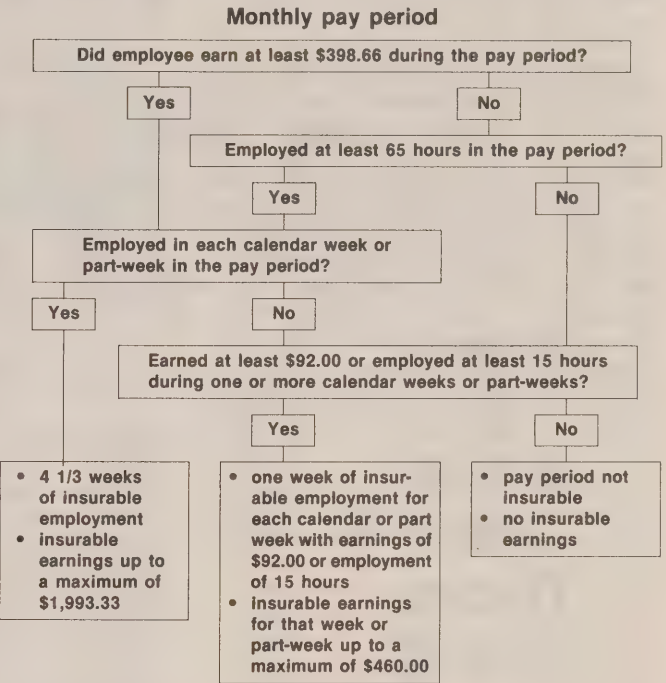 Monthly pay period
Did employee earn at least $398.66 during the pay period?
Yes
No
Employed at least 65 hours in the pay period?
Yes
No
Employed in each calendar week or
part-week in the pay period?
Yes
No
Earned at least $92.00 or employed at least 15 hours
during one or more calendar weeks or part-weeks?
Yes
No
• 4 1/3 weeks
of insurable
employment
• insurable
earnings up to
a maximum of
$1,993.33
• one week of insur-
able employment for
each calendar or part
week with earnings of
$92.00 or employment
of 15 hours
• insurable earnings
for that week or
part-week up to a
maximum of $460.00
• pay period not
insurable
• no insurable
earnings